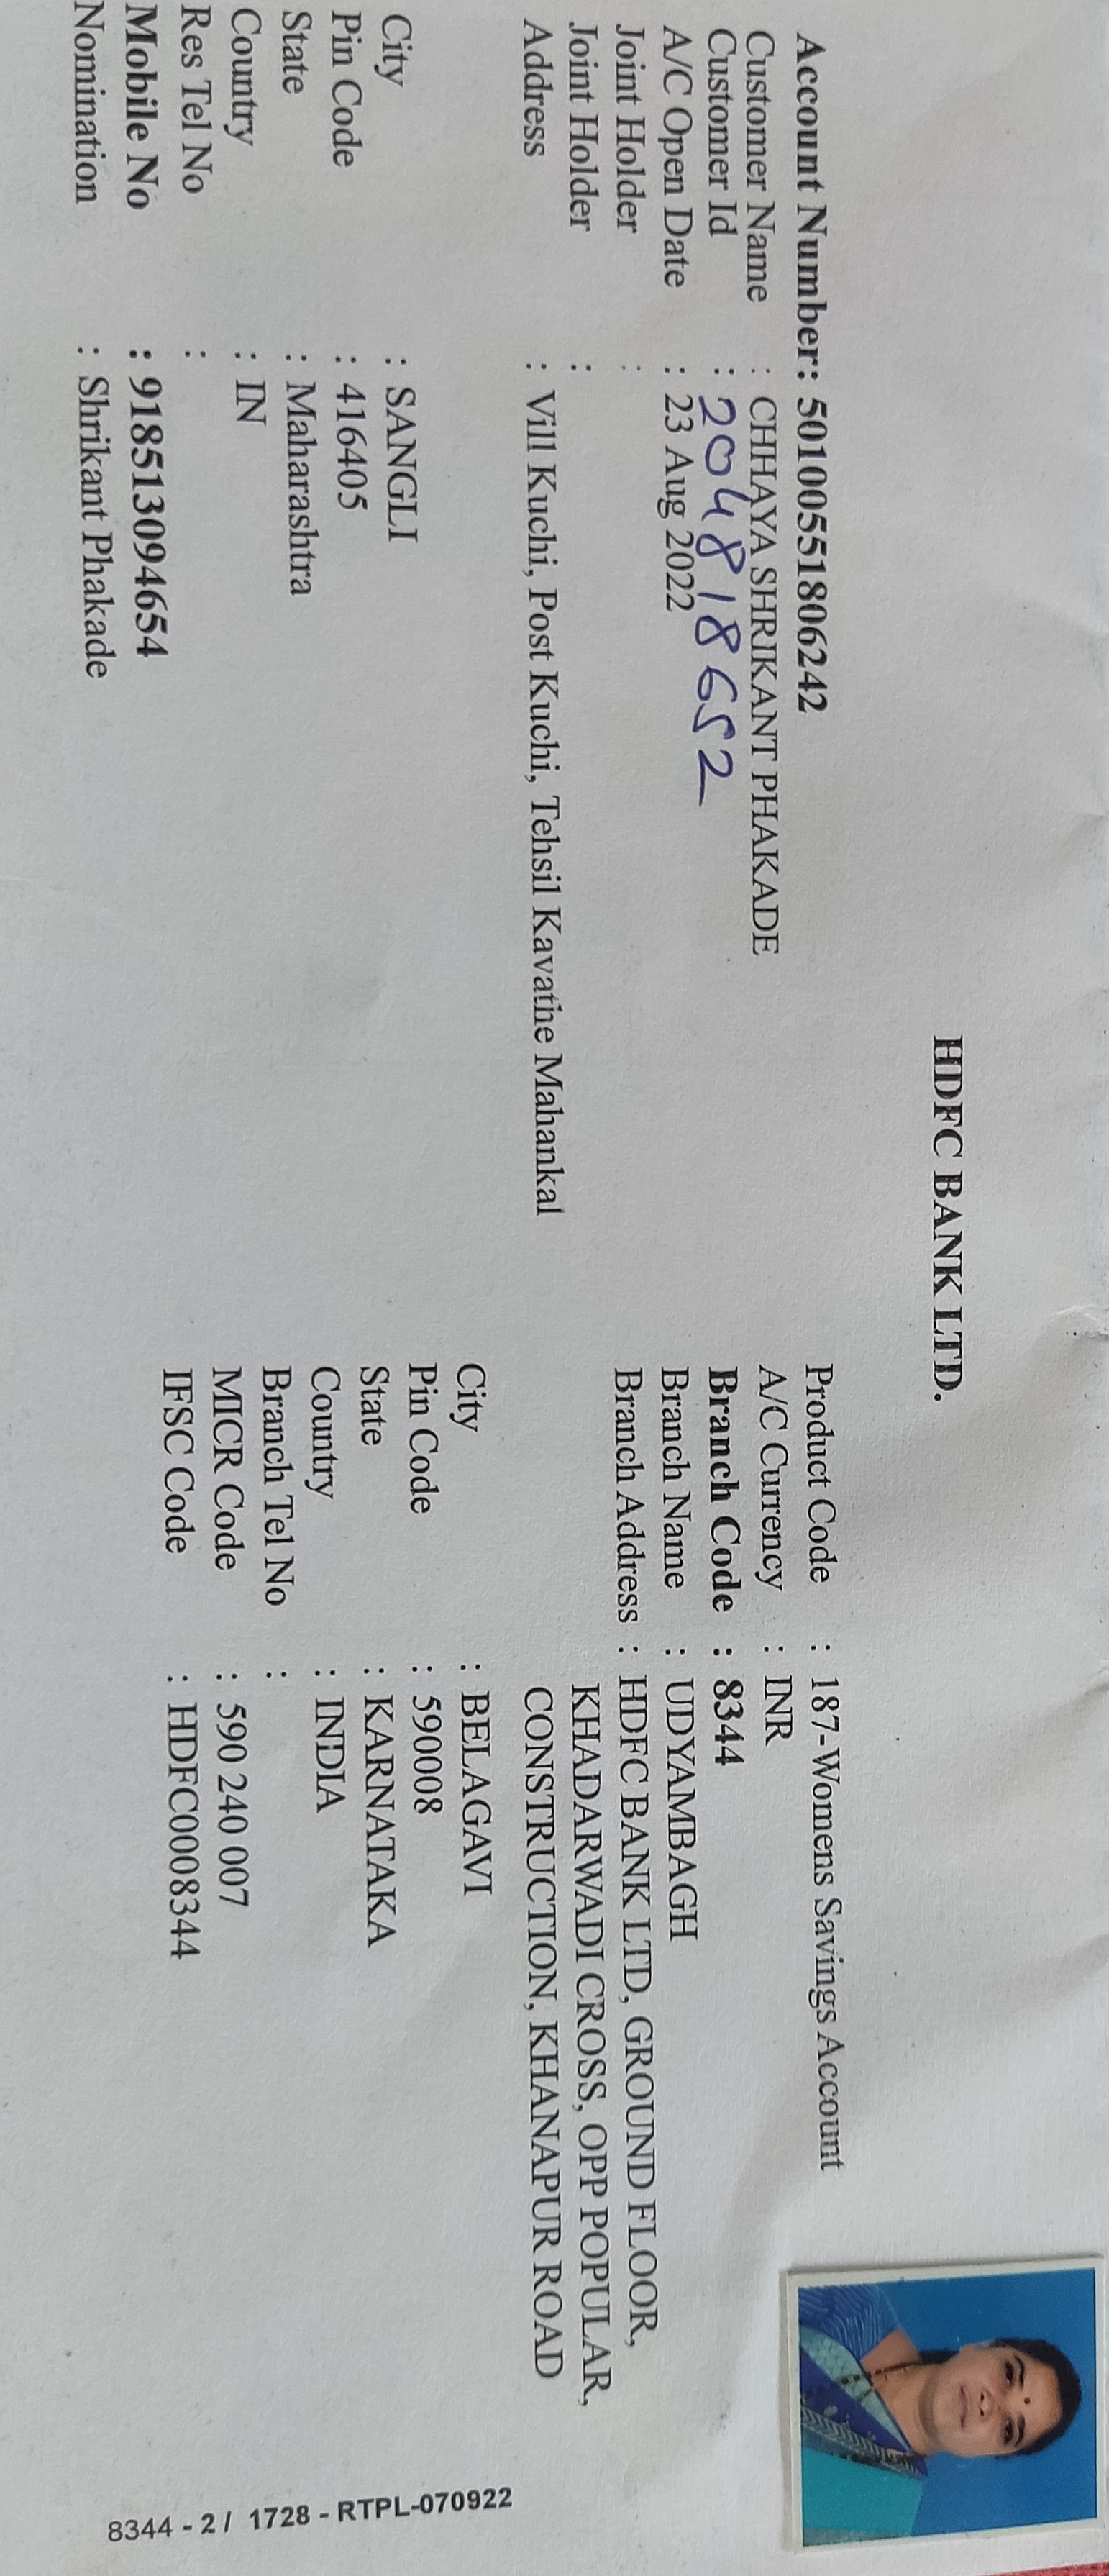 HDFC BANK LTD.
Account Number: 50100551806242
Customer Name : CHHAYA SHRIKANT PHAKADE
Customer Id : 204818652
A/C Open Date : 23 Aug 2022
Joint Holder :
Joint Holder :
Address : Vill Kuchi, Post Kuchi, Tehsil Kavathe Mahankal
City : SANGLI
Pin Code : 416405
State : Maharashtra
Country : IN
Res Tel No :
Mobile No : 918513094654
Nomination : Shrikant Phakade
Product Code : 187-Womens Savings Account
A/C Currency : INR
Branch Code : 8344
Branch Name : UDYAMBAGH
Branch Address : HDFC BANK LTD, GROUND FLOOR,
KHADARWADI CROSS, OPP POPULAR,
CONSTRUCTION, KHANAPUR ROAD
City : BELAGAVI
Pin Code : 590008
State : KARNATAKA
Country : INDIA
Branch Tel No :
MICR Code : 590 240 007
IFSC Code : HDFC0008344
8344 - 2 / 1728 - RTPL-070922